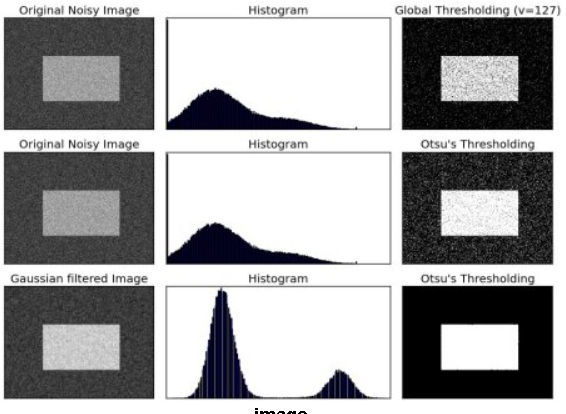 Original Noisy Image
Histogram
Global Thresholding (v=127)
Original Noisy Image
Histogram
Otsu's Thresholding
Gaussian filtered Image
Histogram
Otsu's Thresholding
image